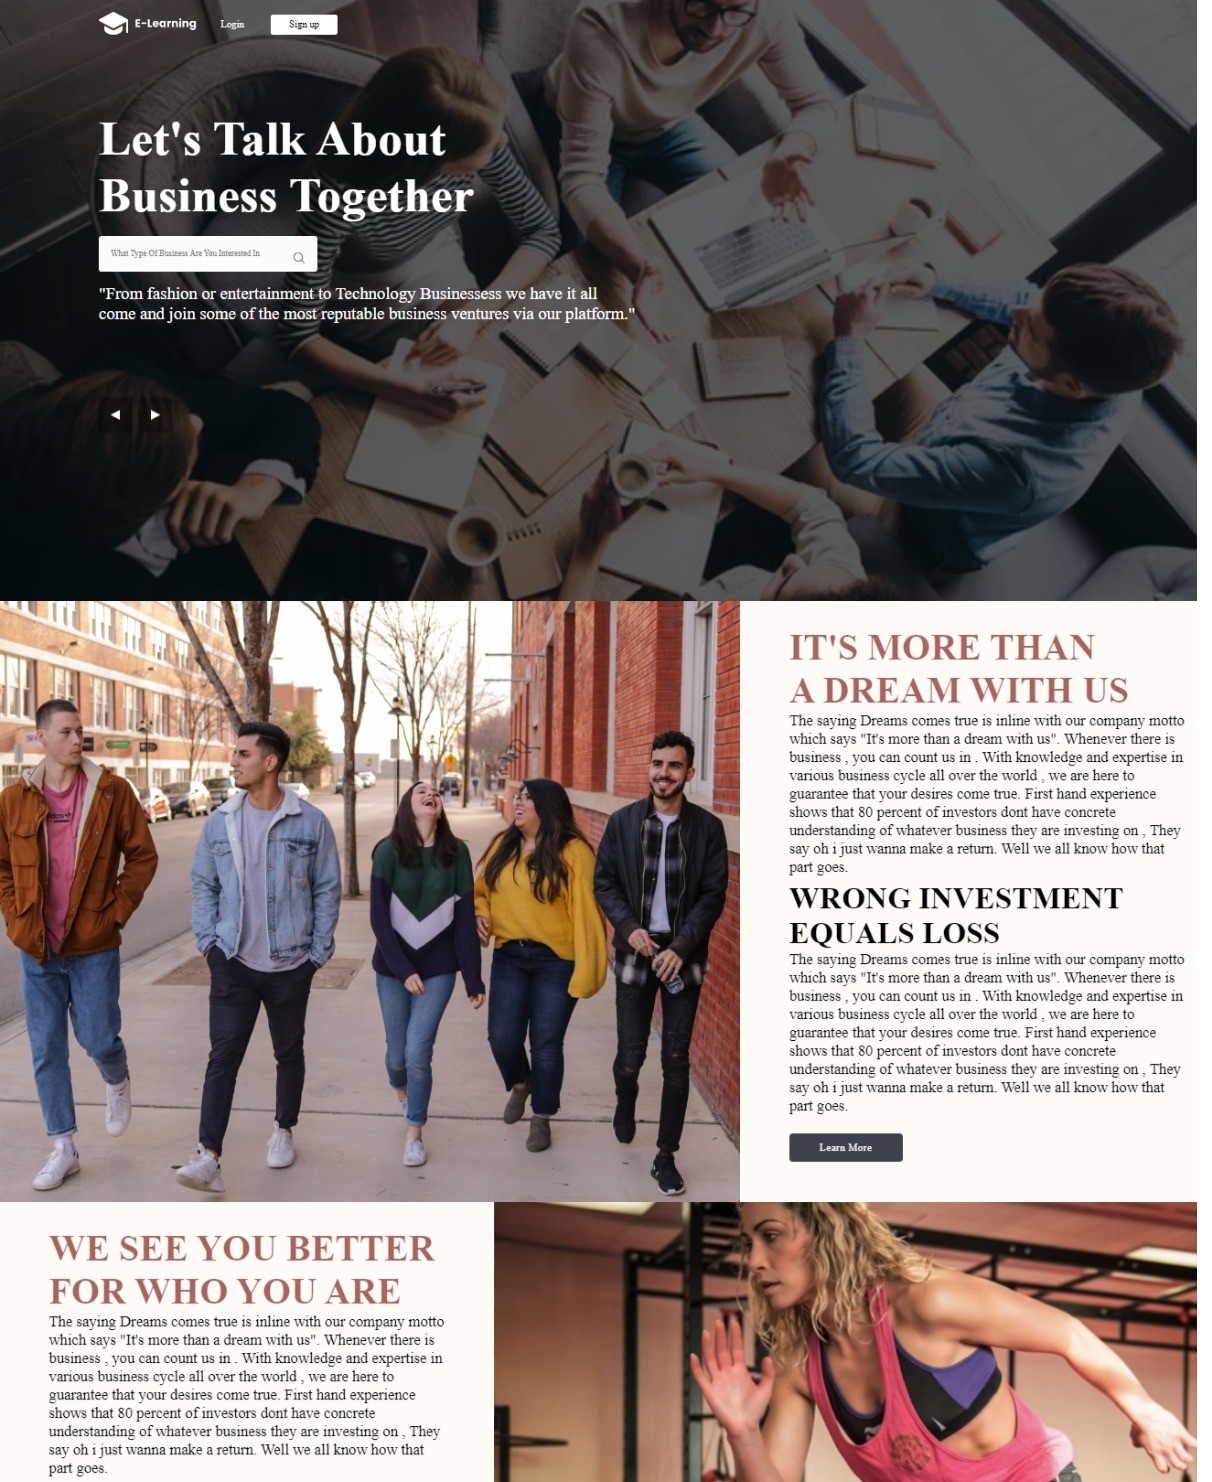 E-Learning Login Sign up
Let's Talk About
Business Together
What Type Of Business Are You Interested In
"From fashion or entertainment to Technology Businessess we have it all
come and join some of the most reputable business ventures via our platform."
IT'S MORE THAN
A DREAM WITH US
The saying Dreams comes true is inline with our company motto
which says "It's more than a dream with us". Whenever there is
business , you can count us in . With knowledge and expertise in
various business cycle all over the world , we are here to
guarantee that your desires come true. First hand experience
shows that 80 percent of investors dont have concrete
understanding of whatever business they are investing on , They
say oh i just wanna make a return. Well we all know how that
part goes.
WRONG INVESTMENT
EQUALS LOSS
The saying Dreams comes true is inline with our company motto
which says "It's more than a dream with us". Whenever there is
business , you can count us in . With knowledge and expertise in
various business cycle all over the world , we are here to
guarantee that your desires come true. First hand experience
shows that 80 percent of investors dont have concrete
understanding of whatever business they are investing on , They
say oh i just wanna make a return. Well we all know how that
part goes.
Learn More
WE SEE YOU BETTER
FOR WHO YOU ARE
The saying Dreams comes true is inline with our company motto
which says "It's more than a dream with us". Whenever there is
business , you can count us in . With knowledge and expertise in
various business cycle all over the world , we are here to
guarantee that your desires come true. First hand experience
shows that 80 percent of investors dont have concrete
understanding of whatever business they are investing on , They
say oh i just wanna make a return. Well we all know how that
part goes.